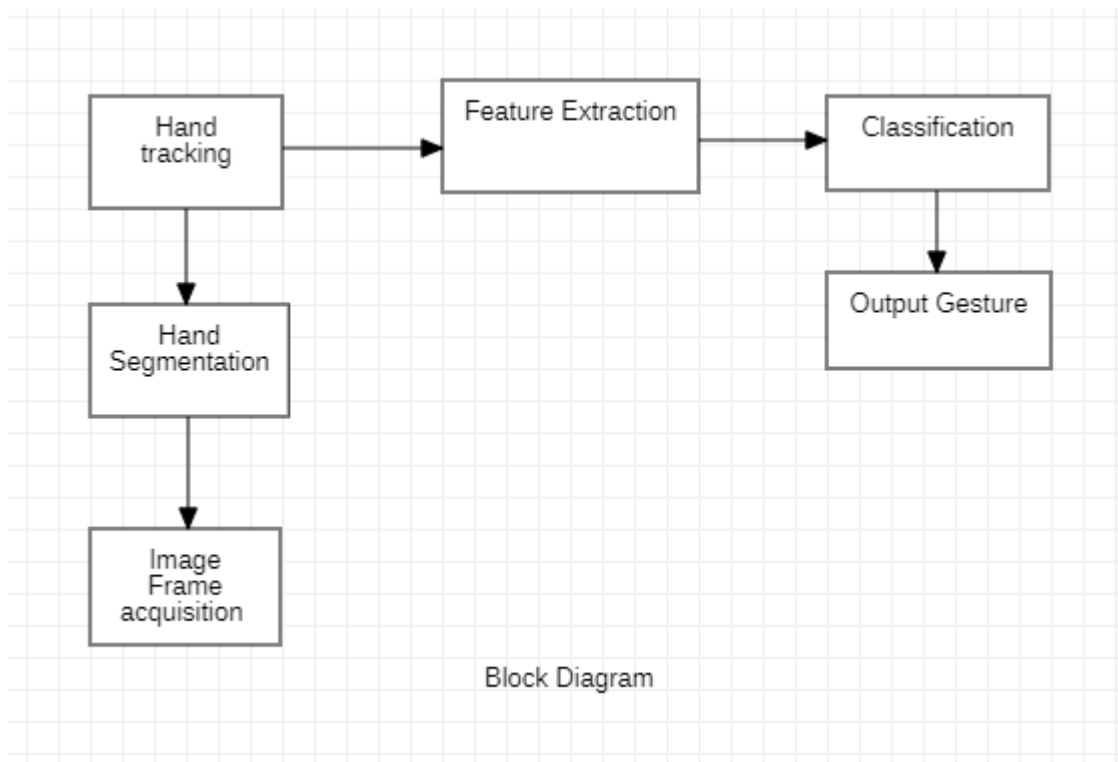 Hand
tracking
Feature Extraction
Classification
Hand
Segmentation
Output Gesture
Image
Frame
acquisition
Block Diagram